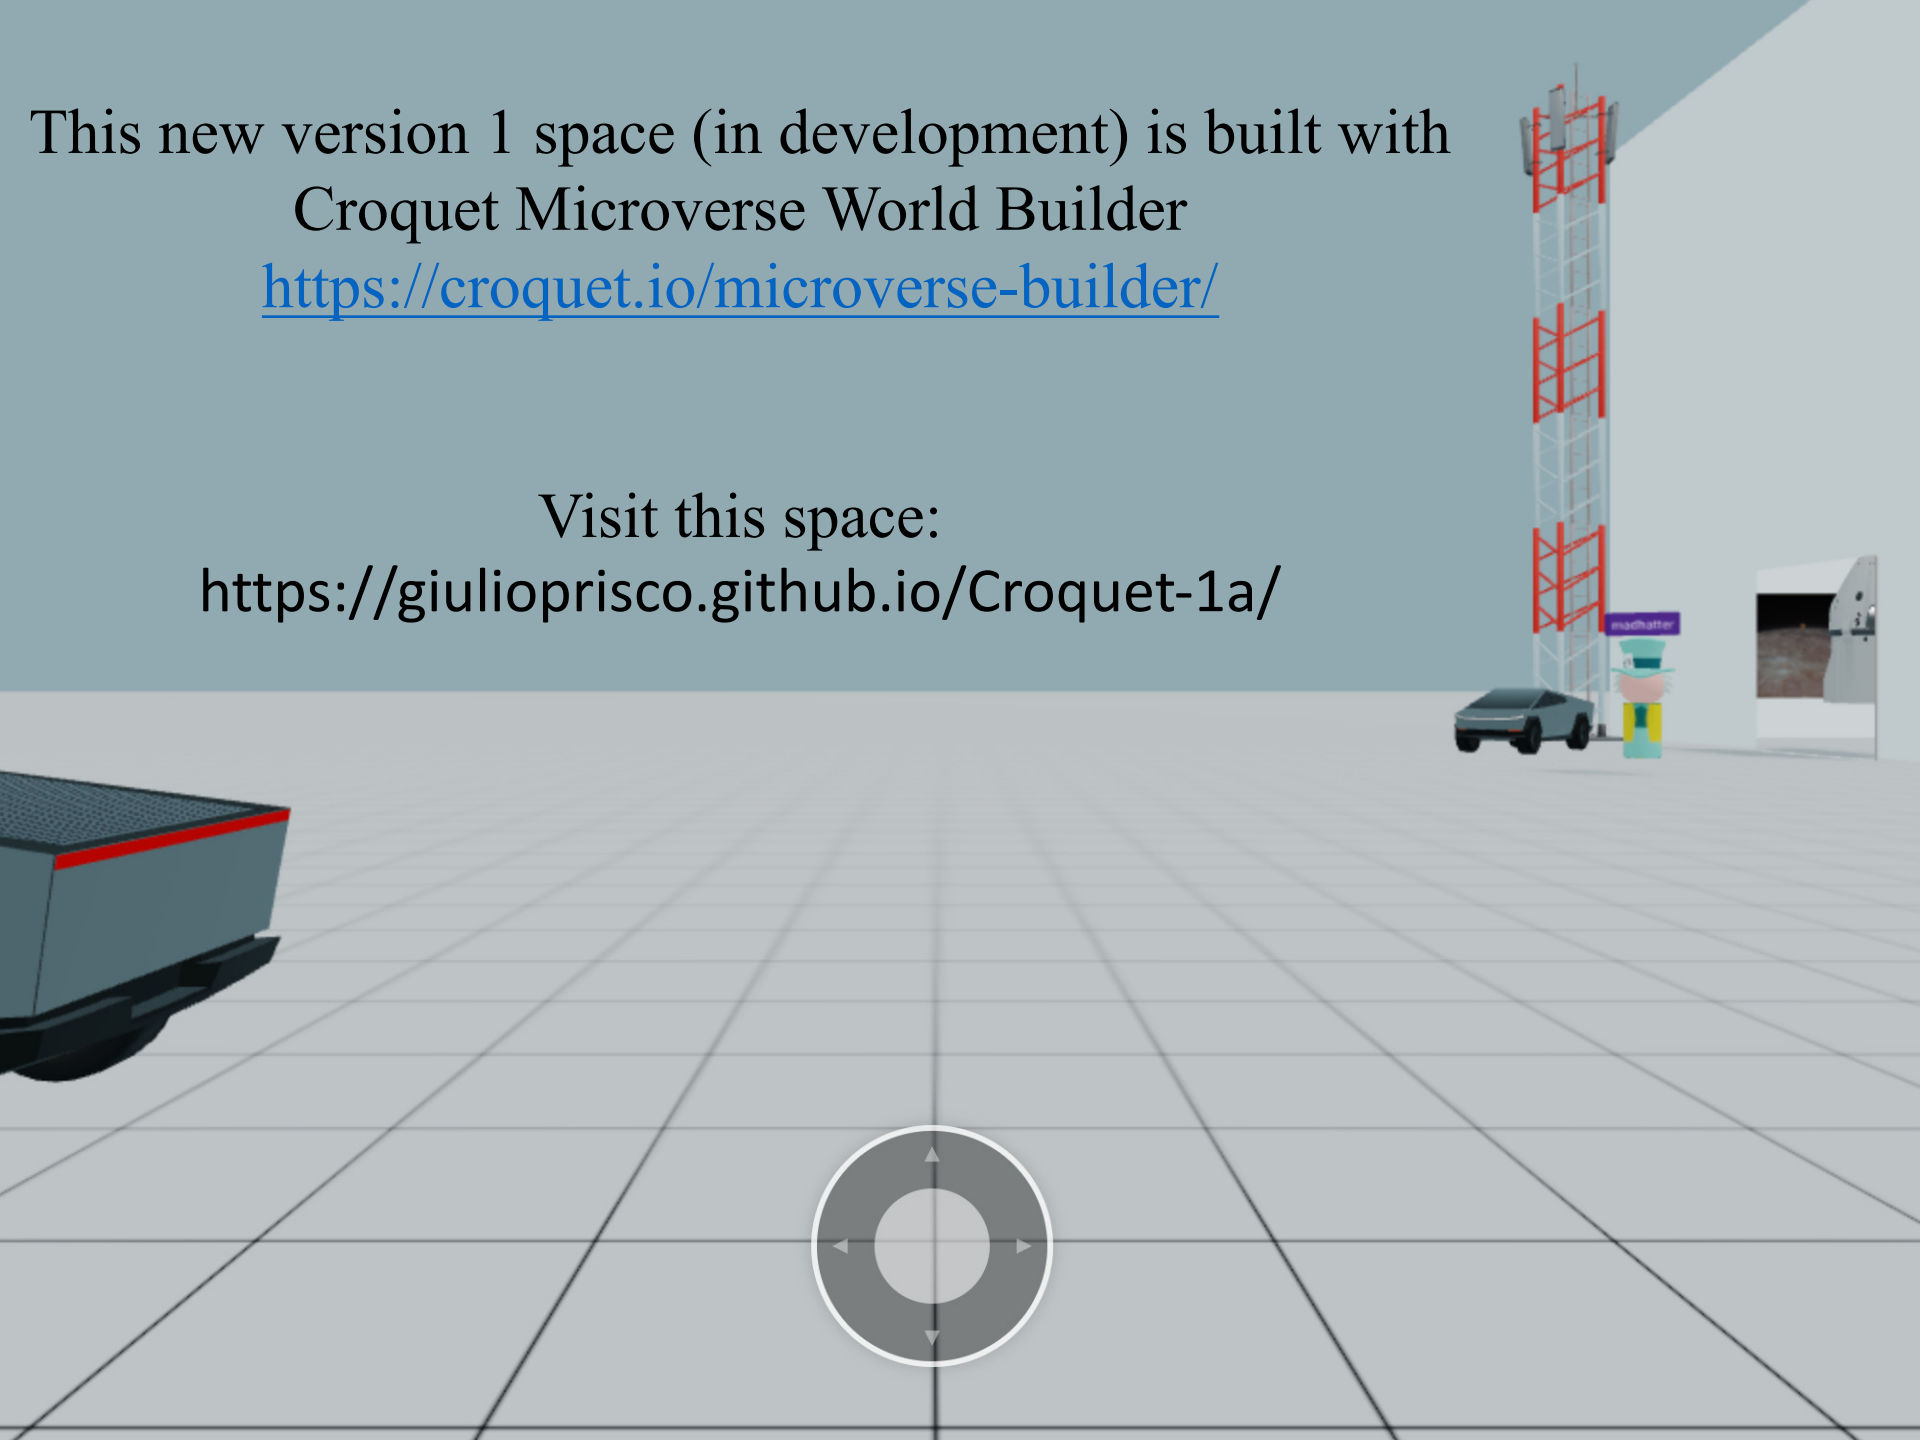 This new version 1 space (in development) is built with
Croquet Microverse World Builder
https://croquet.io/microverse-builder/
Visit this space:
https://giulioprisco.github.io/Croquet-1a/
madhatter